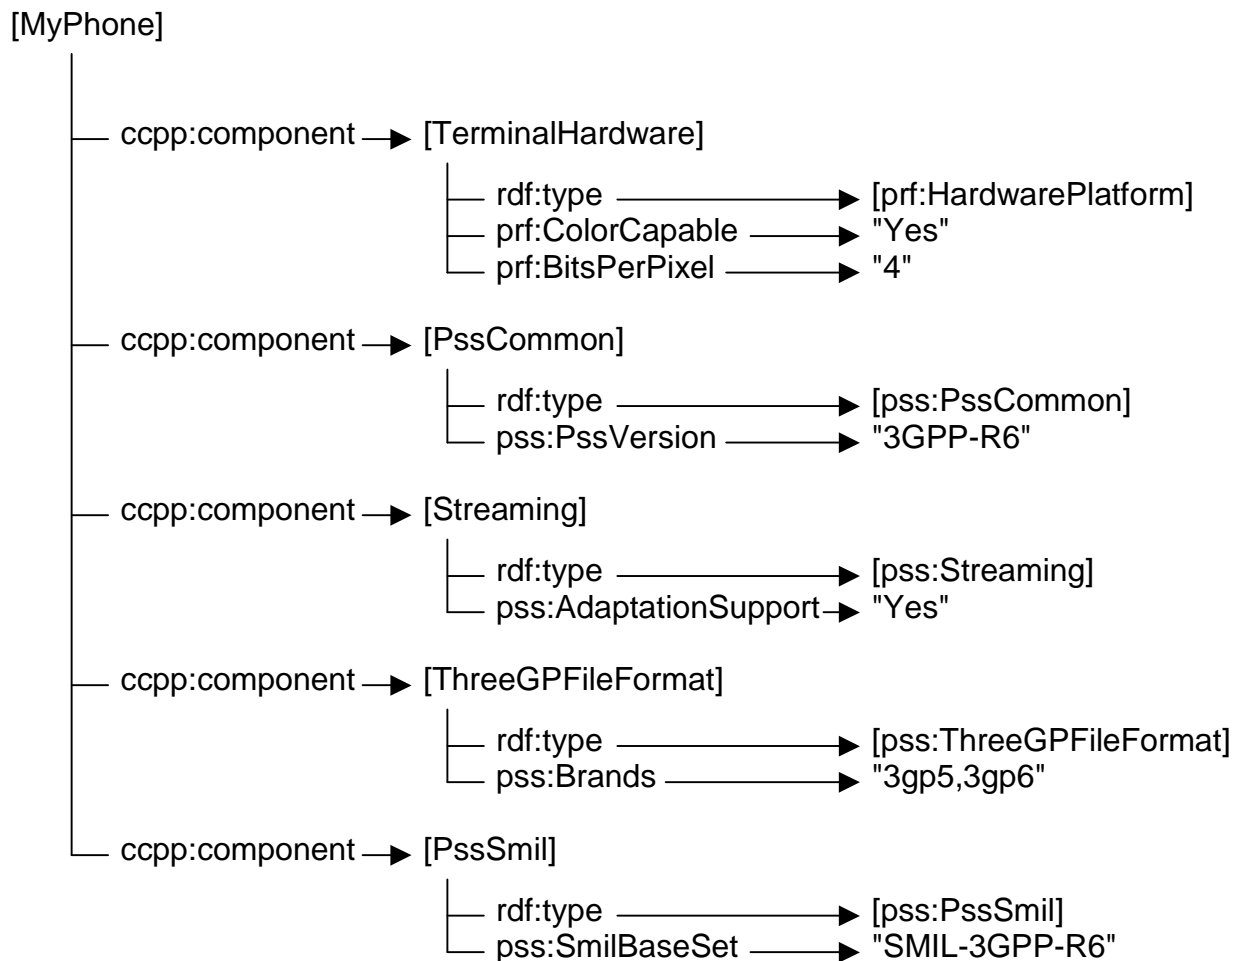 [MyPhone]
ccpp:component [TerminalHardware]
rdf:type [prf:HardwarePlatform]
prf:ColorCapable "Yes"
prf:BitsPerPixel "4"
ccpp:component [PssCommon]
rdf:type [pss:PssCommon]
pss:PssVersion "3GPP-R6"
ccpp:component [Streaming]
rdf:type [pss:Streaming]
pss:AdaptationSupport "Yes"
ccpp:component [ThreeGPFileFormat]
rdf:type [pss:ThreeGPFileFormat]
pss:Brands "3gp5,3gp6"
ccpp:component [PssSmil]
rdf:type [pss:PssSmil]
pss:SmilBaseSet "SMIL-3GPP-R6"